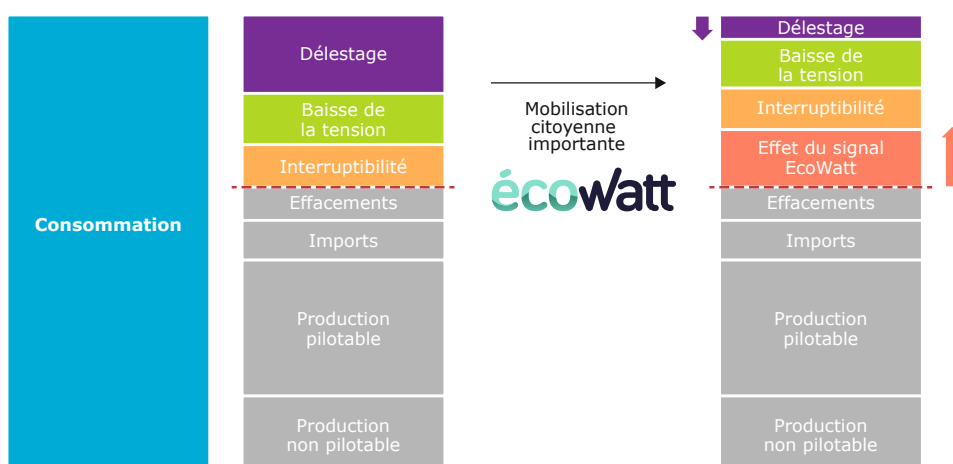 Consommation
Délestage
Baisse de
la tension
Interruptibilité
Effacements
Imports
Production
pilotable
Production
non pilotable
Mobilisation
citoyenne
importante
écowatt
Délestage
Baisse de
la tension
Interruptibilité
Effet du signal
EcoWatt
Effacements
Imports
Production
pilotable
Production
non pilotable